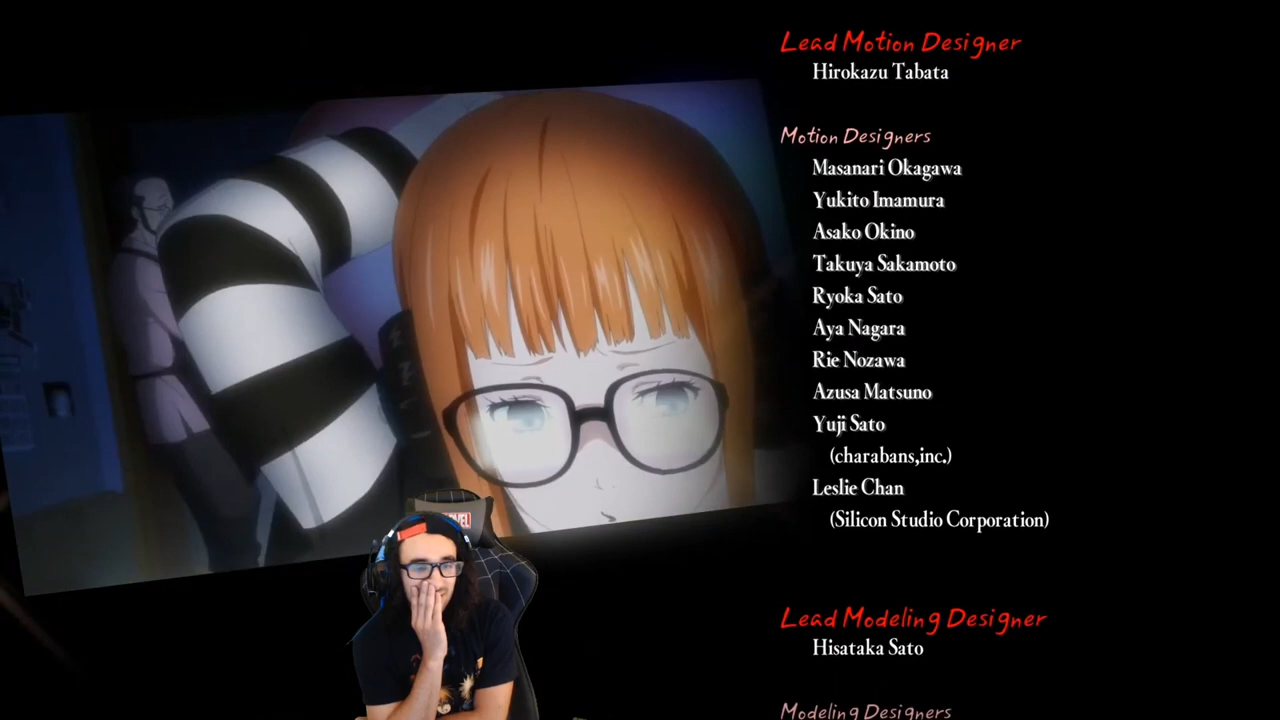 Lead Motion Designer
Hirokazu Tabata
Motion Designers
Masanari Okagawa
Yukito Imamura
Asako Okino
Takuya Sakamoto
Ryoka Sato
Aya Nagara
Rie Nozawa
Azusa Matsuno
Yuji Sato
(charabans,inc.)
Leslie Chan
(Silicon Studio Corporation)
Lead Modeling Designer
Hisataka Sato
Modeling Designers